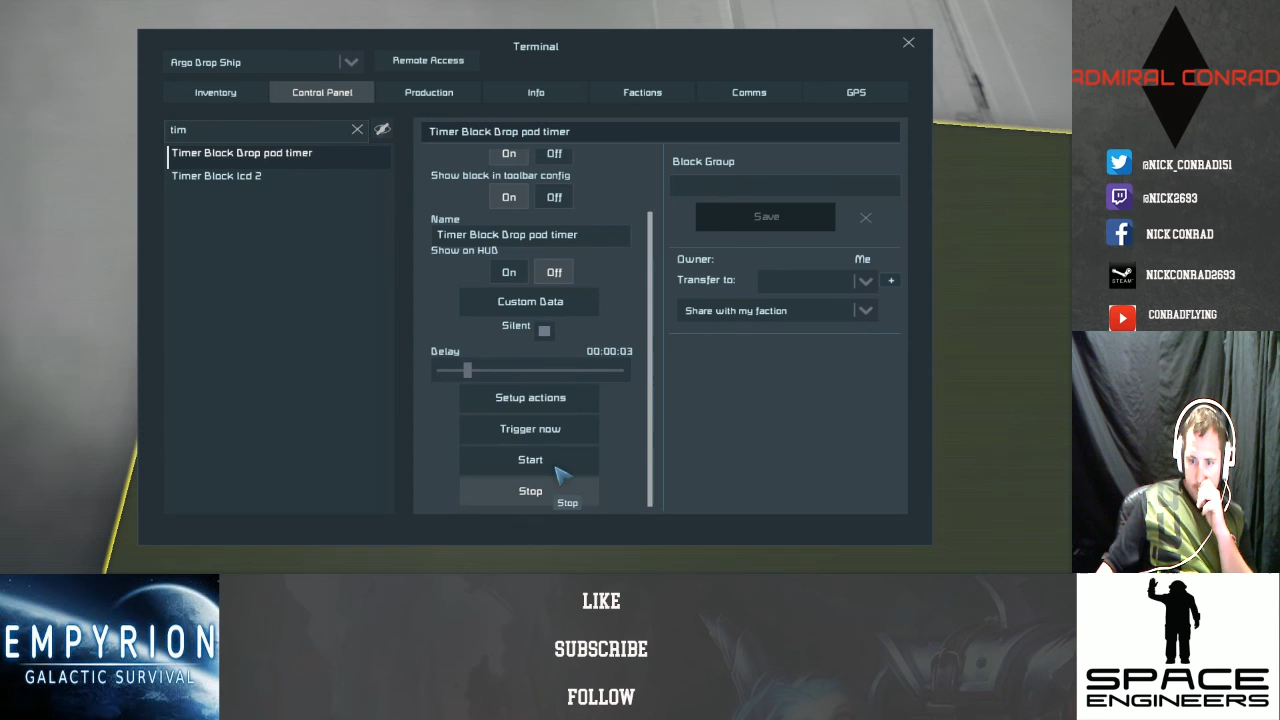 Terminal
Argo Drop Ship
Remote Access
Inventory
Control Panel
Production
Info
Factions
Comms
GPS
tim
Timer Block Drop pod timer
Timer Block lcd 2
Timer Block Drop pod timer
On
Off
Show block in toolbar config
On
Off
Name
Timer Block Drop pod timer
Show on HUD
On
Off
Custom Data
Silent
Delay
00:00:03
Setup actions
Trigger now
Start
Stop
Stop
Block Group
Save
Owner:
Me
Transfer to:
+
Share with my faction
ADMIRAL CONRAD
@NICK_CONRAD151
@NICK2693
NICK CONRAD
STEAM
NICKCONRAD2693
CONRADFLYING
EMPYRION
GALACTIC SURVIVAL
LIKE
SUBSCRIBE
FOLLOW
SPACE
ENGINEERS